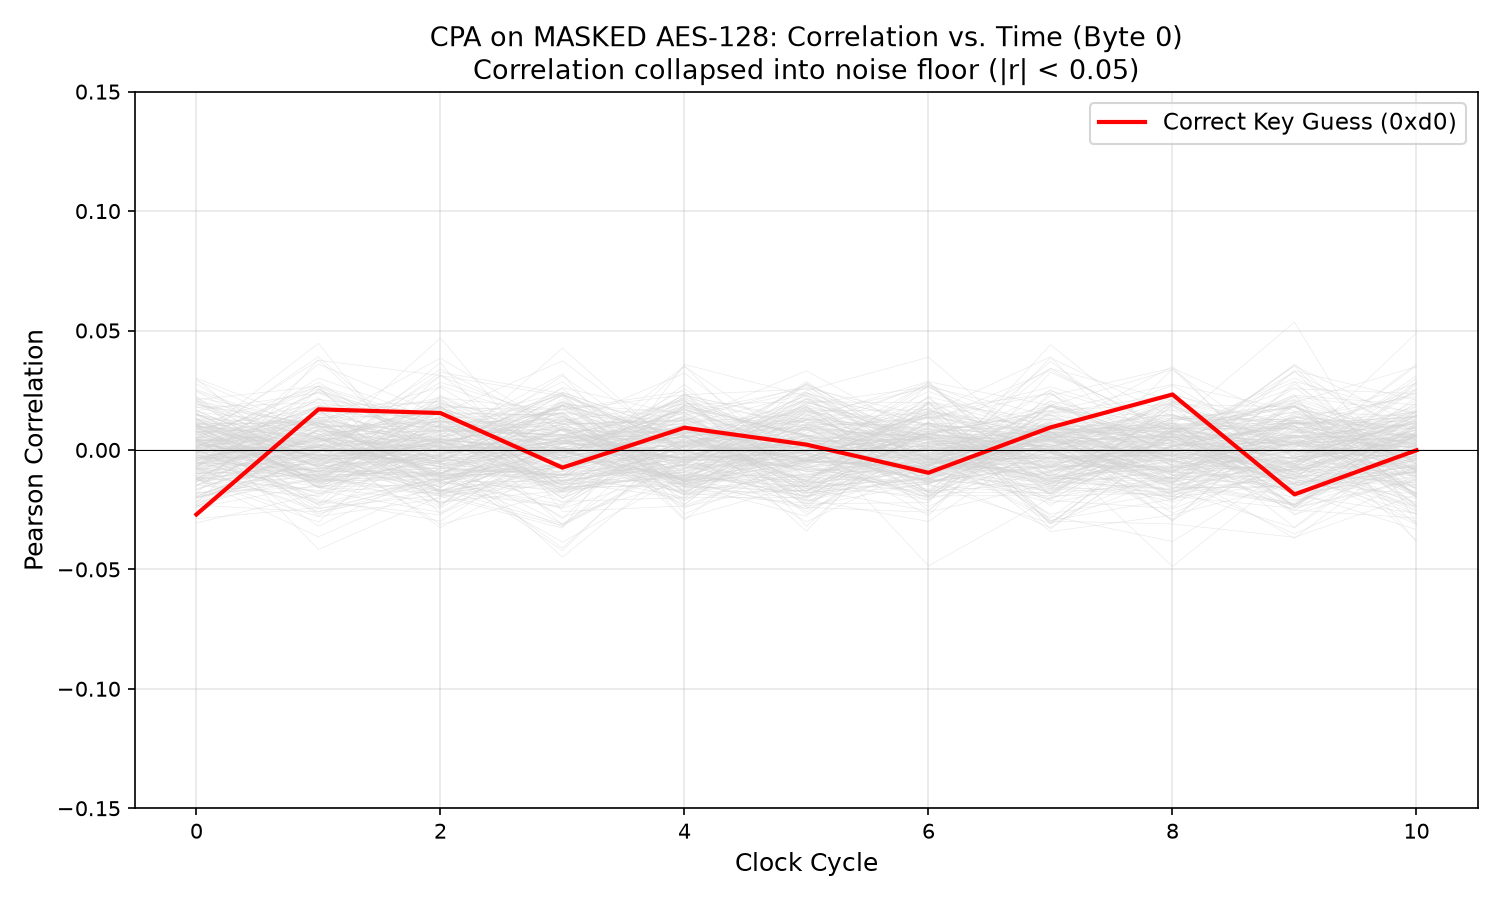 CPA on MASKED AES-128: Correlation vs. Time (Byte 0)
Correlation collapsed into noise floor (|r| < 0.05)
Correct Key Guess (0xd0)
Pearson Correlation
0.15
0.10
0.05
0.00
−0.05
−0.10
−0.15
0 2 4 6 8 10
Clock Cycle